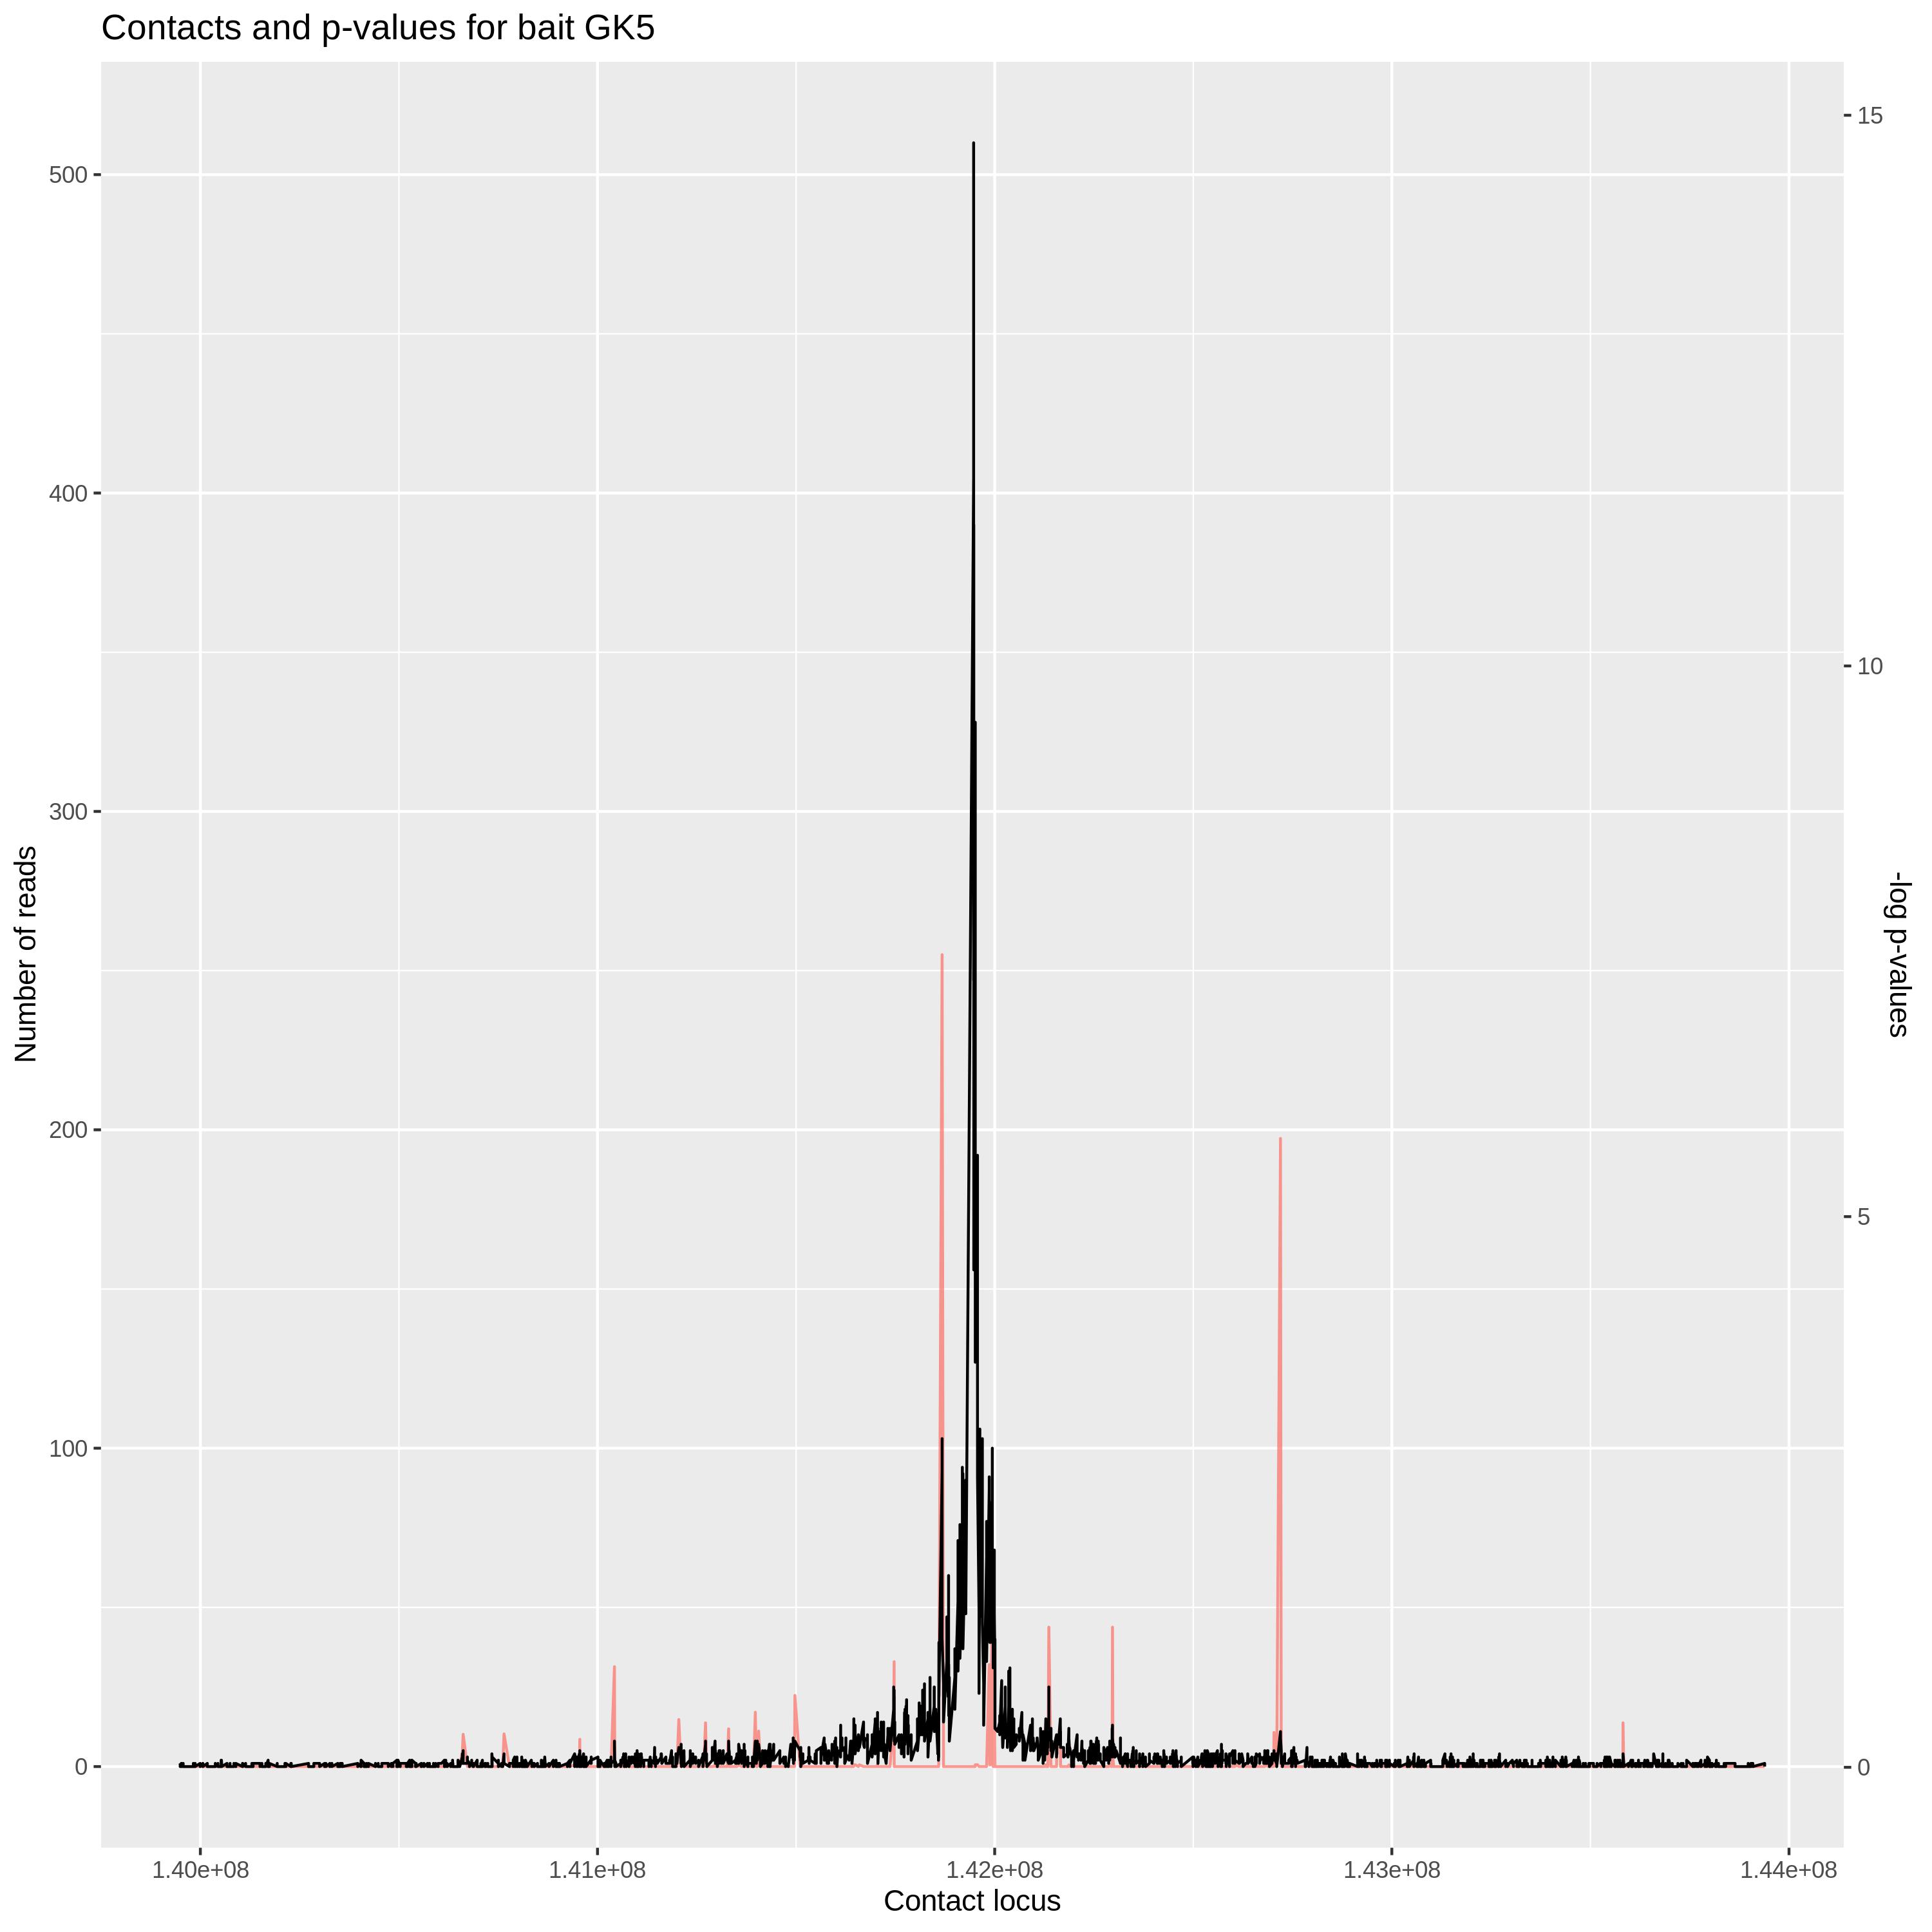 Contacts and p-values for bait GK5
500
400
300
200
100
0
Number of reads
15
10
5
0
-log p-values
1.40e+08
1.41e+08
1.42e+08
1.43e+08
1.44e+08
Contact locus